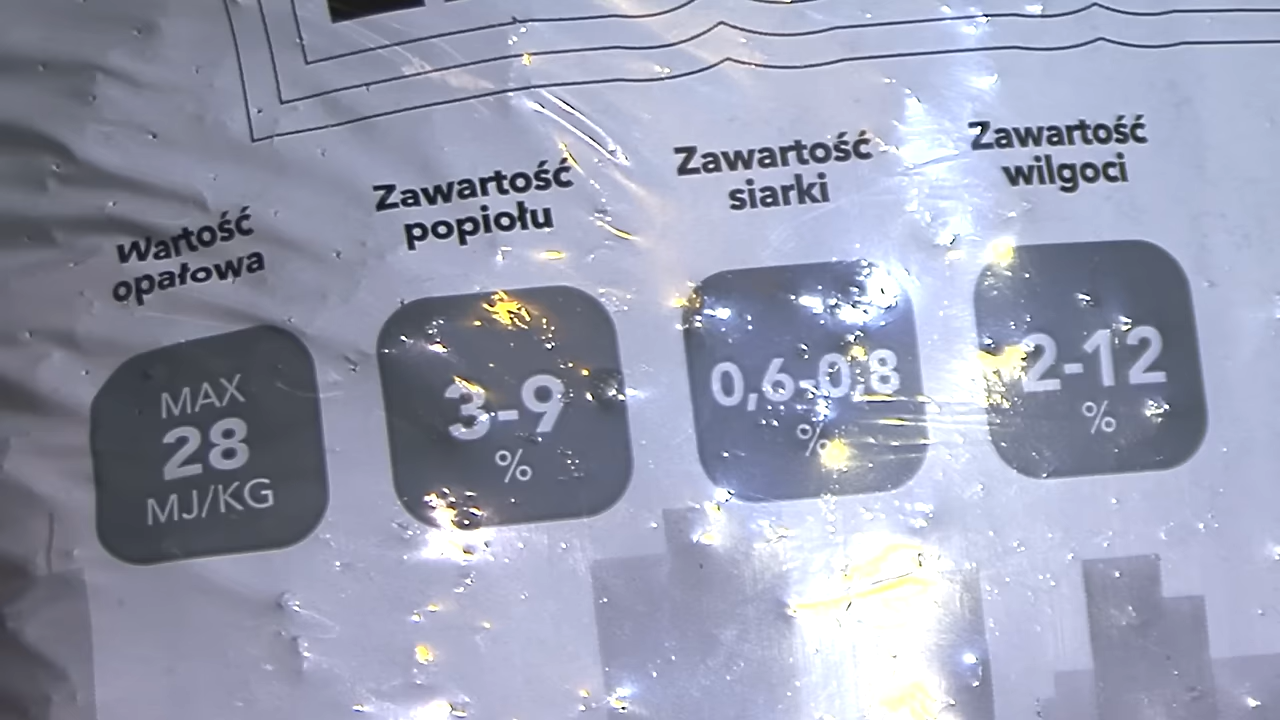 Wartość
opałowa
MAX
28
MJ/KG
Zawartość
popiołu
3-9
%
Zawartość
siarki
0,6-0,8
%
Zawartość
wilgoci
2-12
%